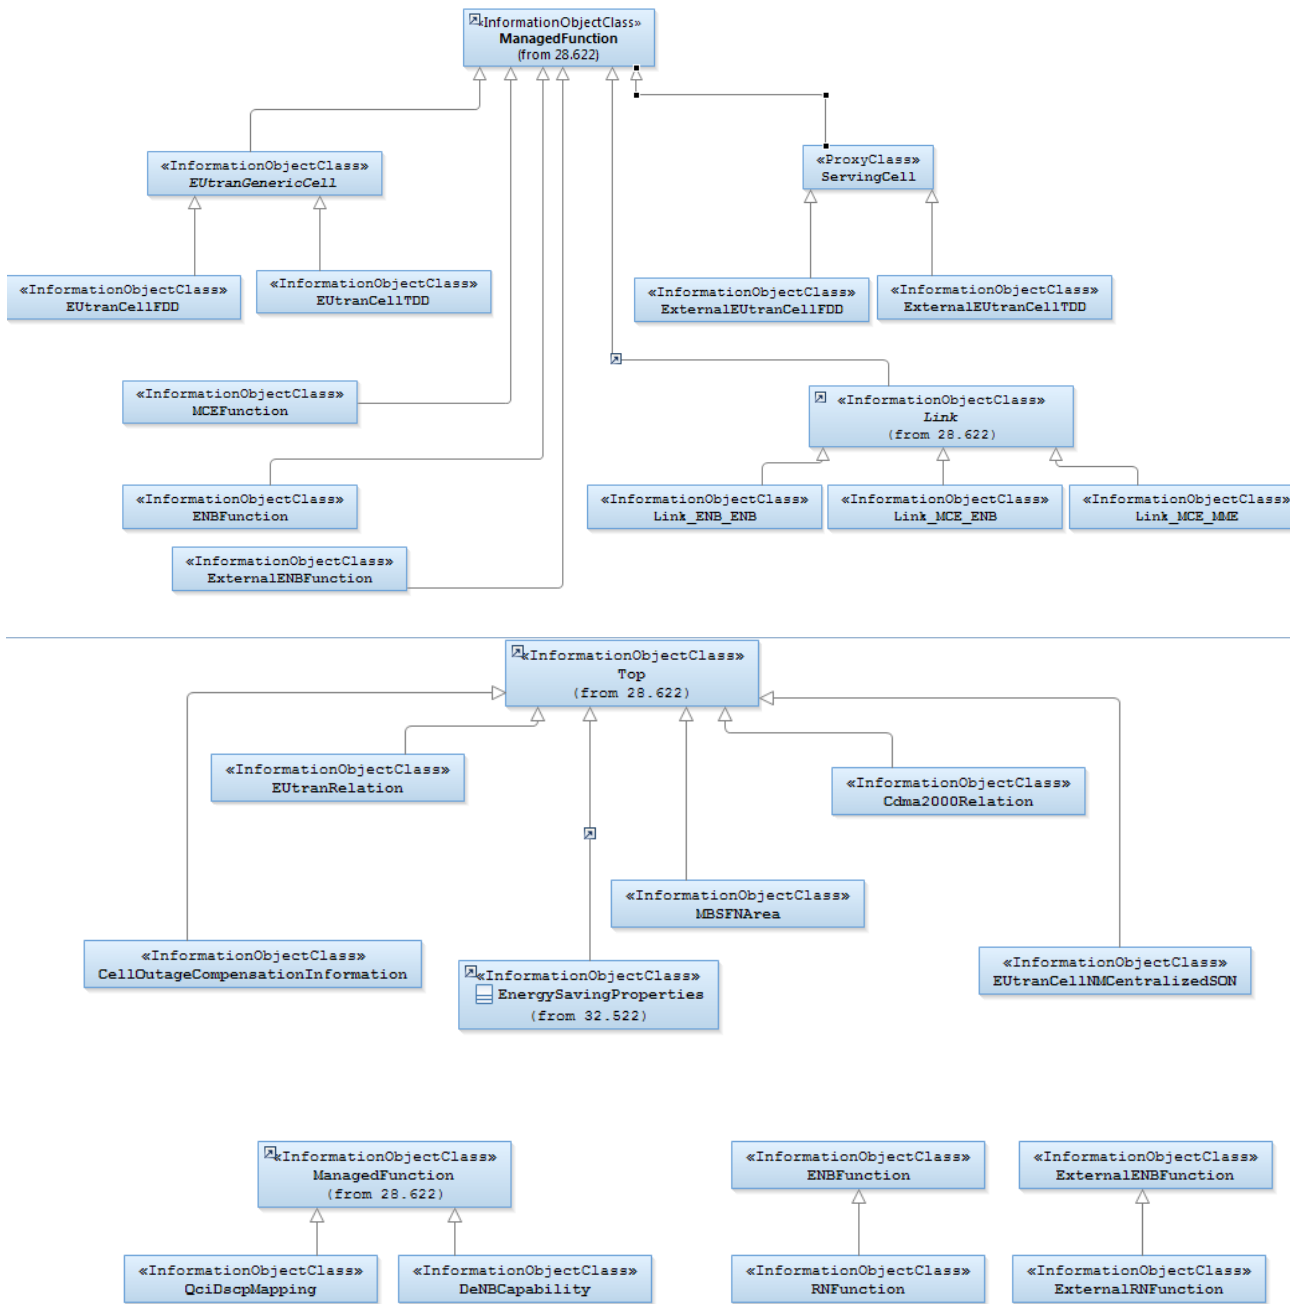 «InformationObjectClass»
ManagedFunction
(from 28.622)
«InformationObjectClass»
EUtranGenericCell
«ProxyClass»
ServingCell
«InformationObjectClass»
EUtranCellFDD
«InformationObjectClass»
EUtranCellTDD
«InformationObjectClass»
ExternalEUtranCellFDD
«InformationObjectClass»
ExternalEUtranCellTDD
«InformationObjectClass»
MCEFunction
«InformationObjectClass»
Link
(from 28.622)
«InformationObjectClass»
ENBFunction
«InformationObjectClass»
Link_ENB_ENB
«InformationObjectClass»
Link_MCE_ENB
«InformationObjectClass»
Link_MCE_MME
«InformationObjectClass»
ExternalENBFunction
«InformationObjectClass»
Top
(from 28.622)
«InformationObjectClass»
EUtranRelation
«InformationObjectClass»
Cdma2000Relation
«InformationObjectClass»
MBSFNArea
«InformationObjectClass»
CellOutageCompensationInformation
«InformationObjectClass»
EnergySavingProperties
(from 32.522)
«InformationObjectClass»
EUtranCellNMCentralizedSON
«InformationObjectClass»
ManagedFunction
(from 28.622)
«InformationObjectClass»
ENBFunction
«InformationObjectClass»
ExternalENBFunction
«InformationObjectClass»
QciDscpMapping
«InformationObjectClass»
DeNBCapability
«InformationObjectClass»
RNFunction
«InformationObjectClass»
ExternalRNFunction